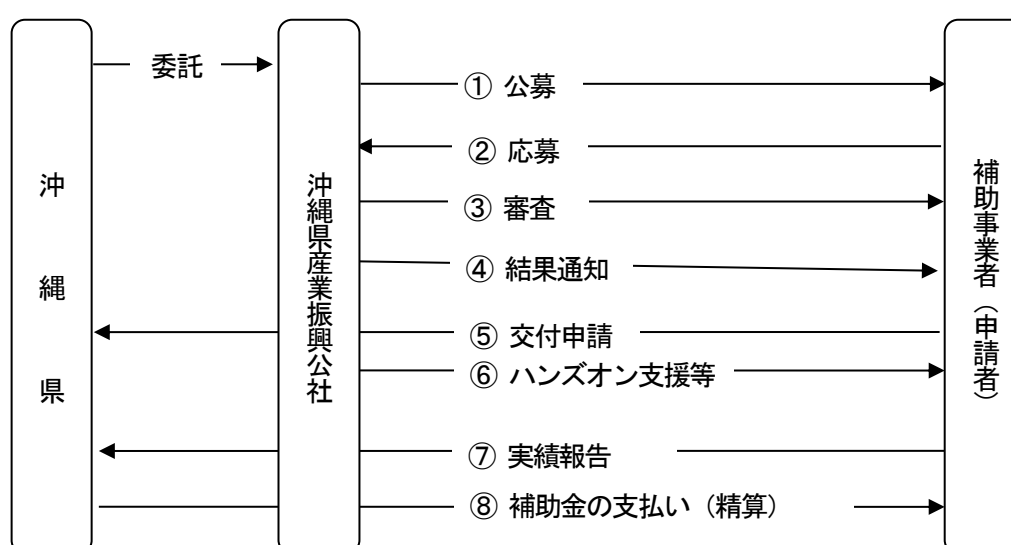 沖縄県
委託
沖縄県産業振興公社
① 公募
② 応募
③ 審査
④ 結果通知
⑤ 交付申請
⑥ ハンズオン支援等
⑦ 実績報告
⑧ 補助金の支払い（精算）
補助事業者（申請者）